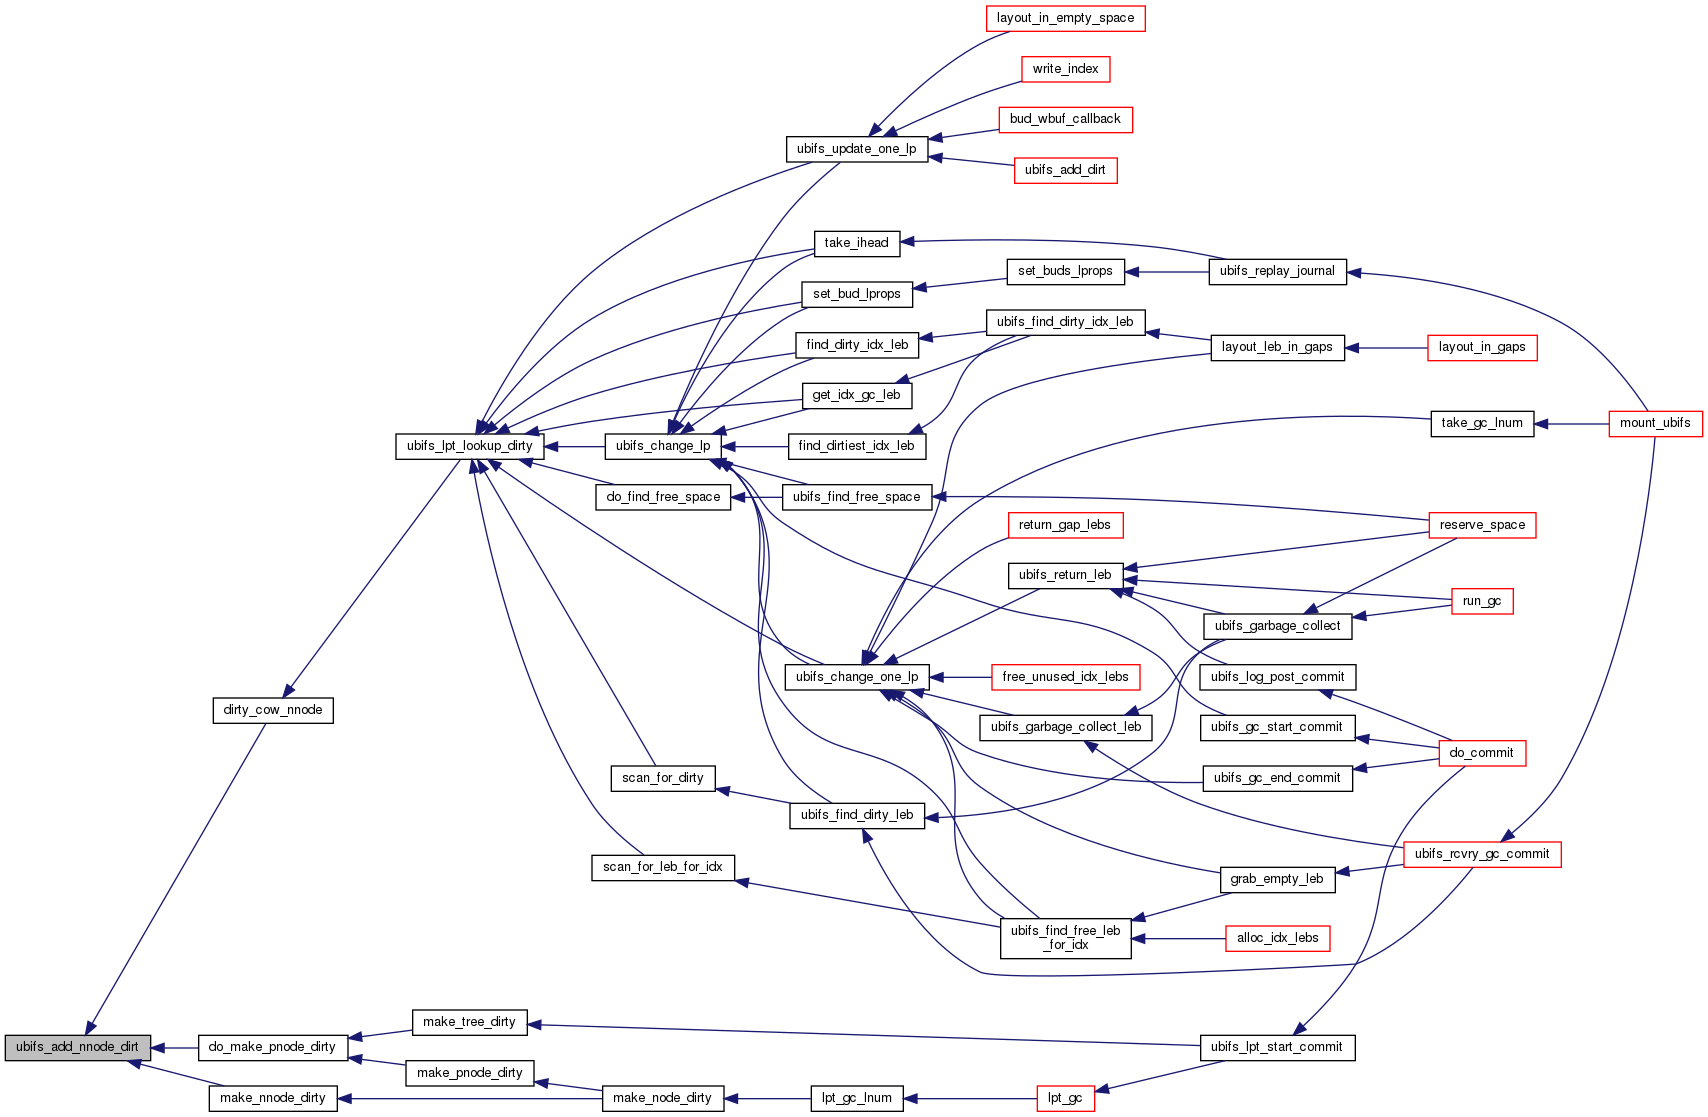 layout_in_empty_space
write_index
bud_wbuf_callback
ubifs_update_one_lp
ubifs_add_dirt
take_ihead
set_buds_lprops
ubifs_replay_journal
set_bud_lprops
ubifs_find_dirty_idx_leb
find_dirty_idx_leb
layout_leb_in_gaps
layout_in_gaps
get_idx_gc_leb
take_gc_lnum
mount_ubifs
ubifs_lpt_lookup_dirty
ubifs_change_lp
find_dirtiest_idx_leb
do_find_free_space
ubifs_find_free_space
return_gap_lebs
reserve_space
ubifs_return_leb
run_gc
ubifs_garbage_collect
ubifs_change_one_lp
free_unused_idx_lebs
ubifs_log_post_commit
dirty_cow_nnode
ubifs_garbage_collect_leb
ubifs_gc_start_commit
do_commit
scan_for_dirty
ubifs_gc_end_commit
ubifs_find_dirty_leb
ubifs_rcvry_gc_commit
scan_for_leb_for_idx
grab_empty_leb
ubifs_find_free_leb
_for_idx
alloc_idx_lebs
make_tree_dirty
ubifs_add_nnode_dirt
do_make_pnode_dirty
ubifs_lpt_start_commit
make_pnode_dirty
make_nnode_dirty
make_node_dirty
lpt_gc_lnum
lpt_gc